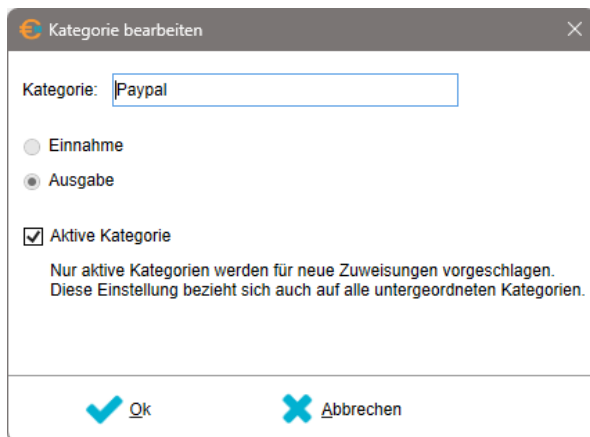 Kategorie bearbeiten
Kategorie: Paypal
Einnahme
Ausgabe
Aktive Kategorie
Nur aktive Kategorien werden für neue Zuweisungen vorgeschlagen.
Diese Einstellung bezieht sich auch auf alle untergeordneten Kategorien.
Ok Abbrechen